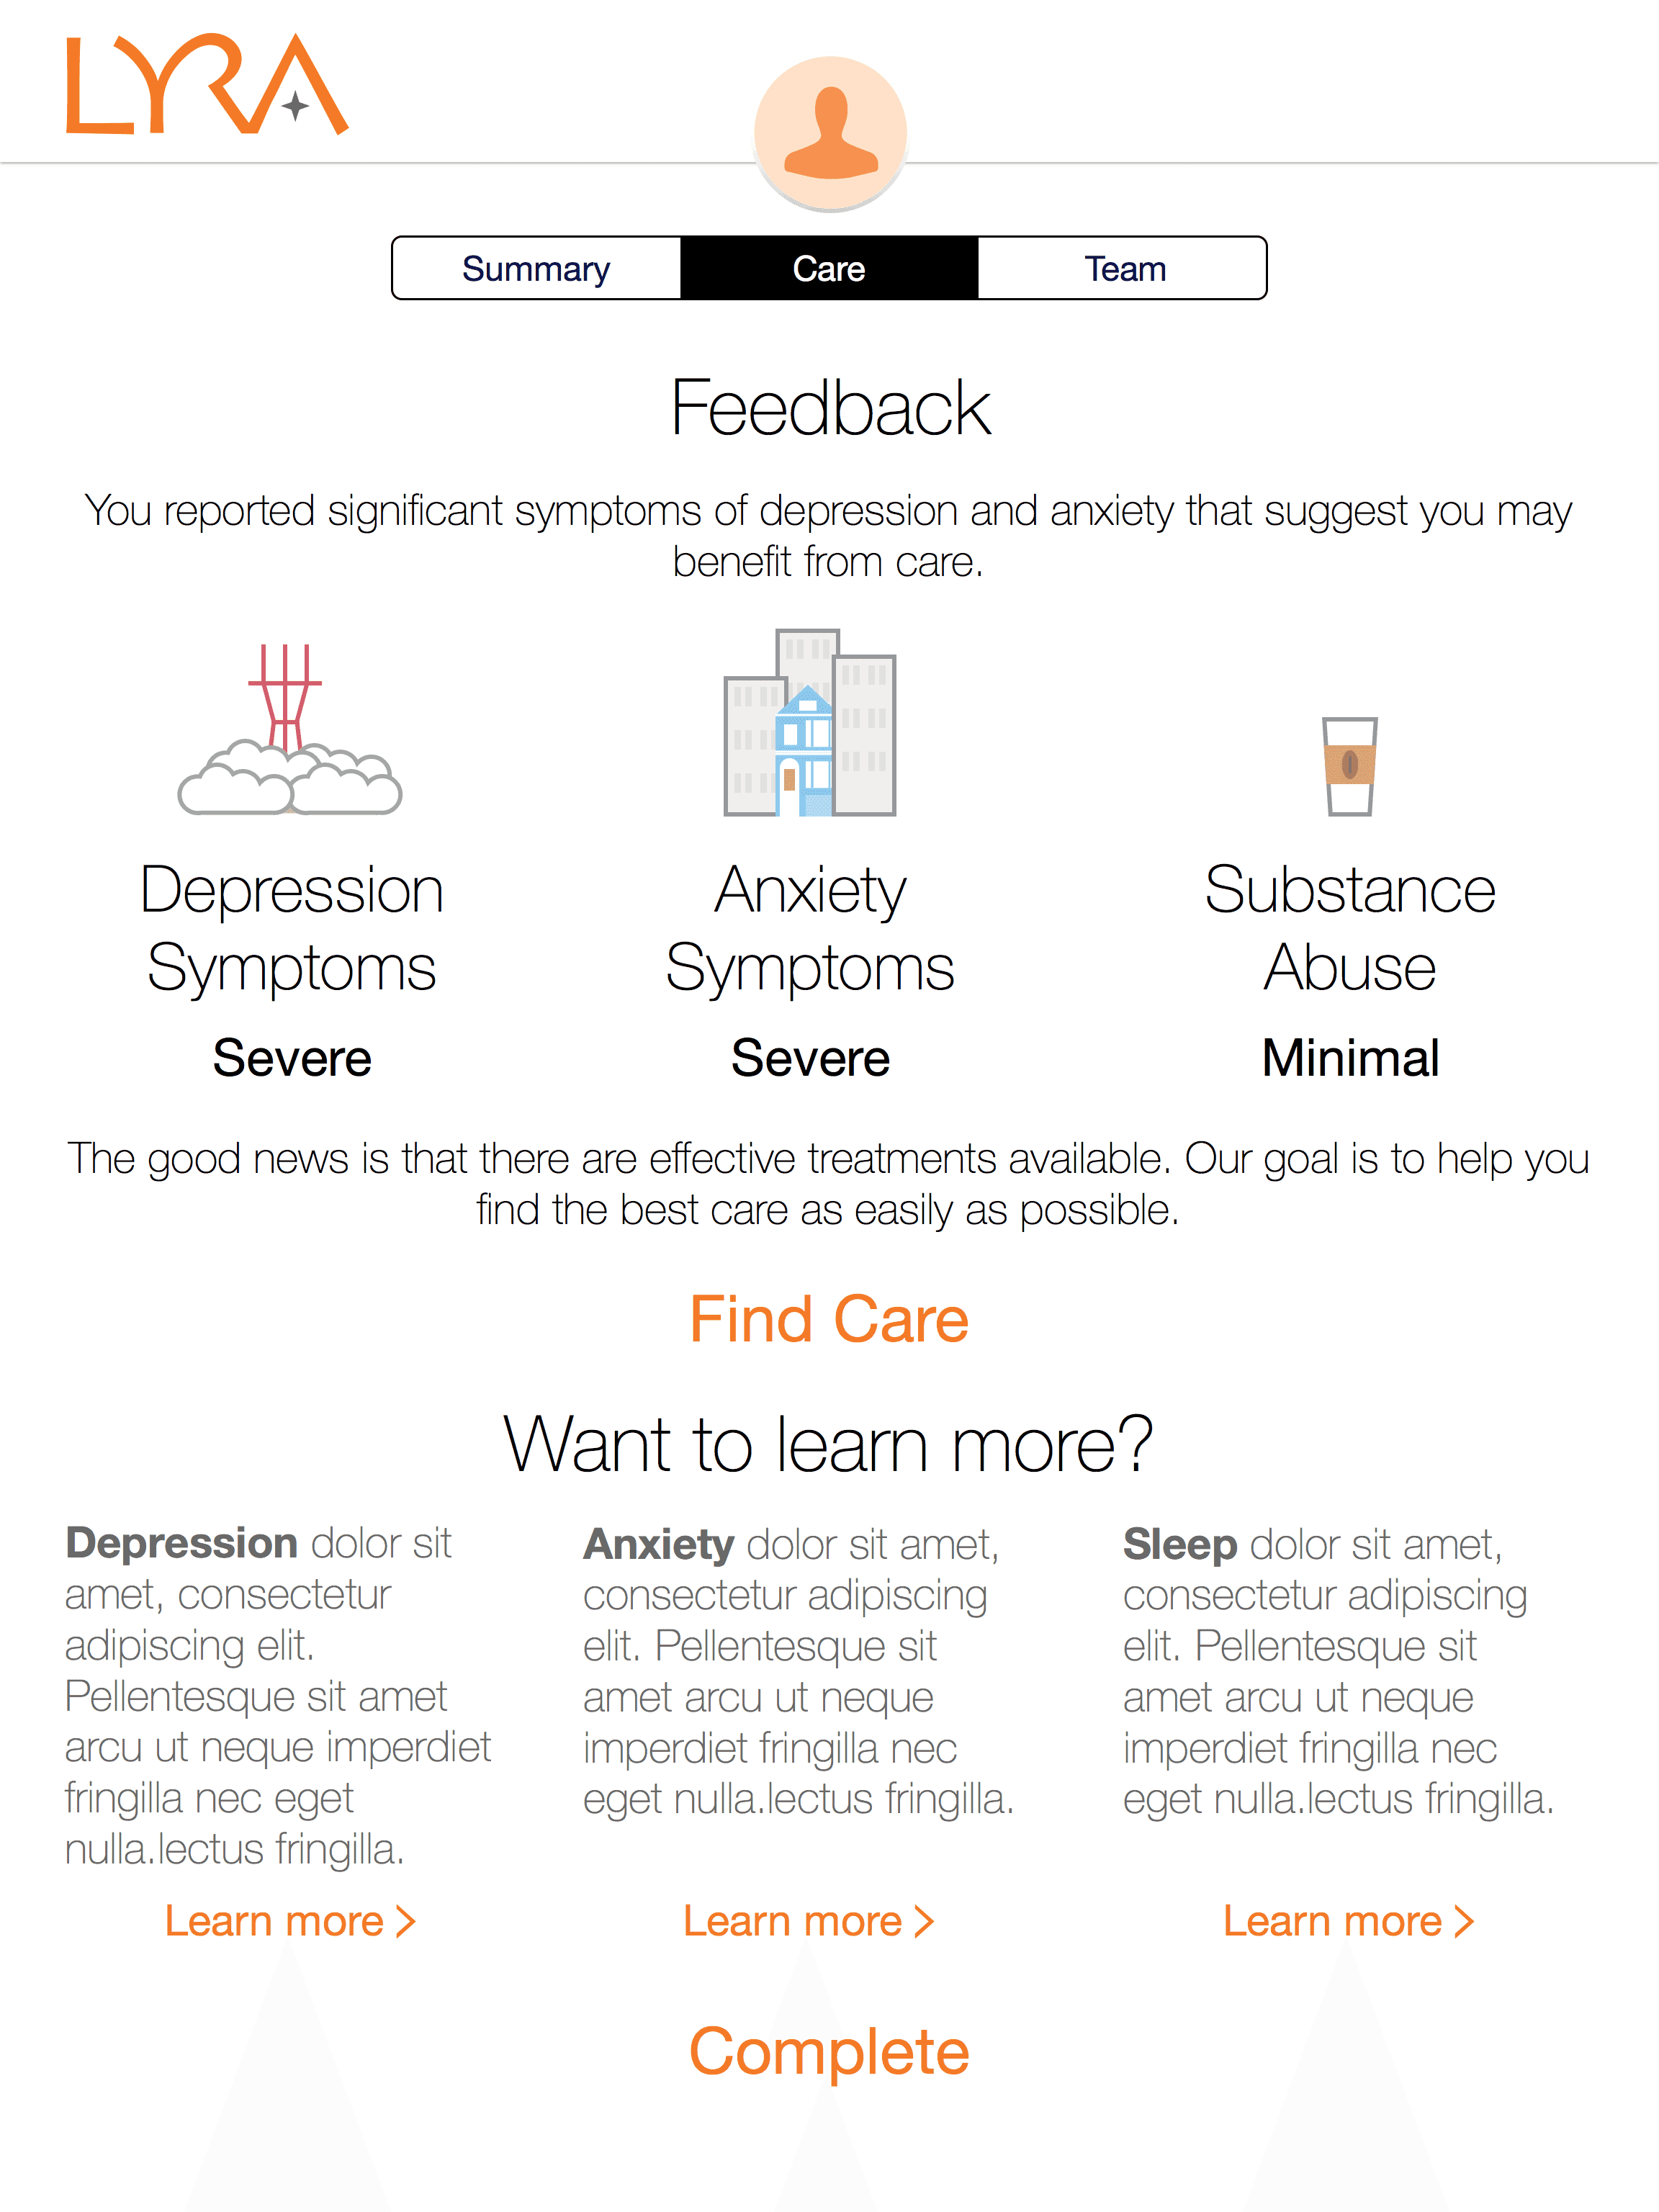 LYRA
Summary Care Team
Feedback
You reported significant symptoms of depression and anxiety that suggest you may
benefit from care.
Depression
Symptoms
Severe
Anxiety
Symptoms
Severe
Substance
Abuse
Minimal
The good news is that there are effective treatments available. Our goal is to help you
find the best care as easily as possible.
Find Care
Want to learn more?
Depression dolor sit
amet, consectetur
adipiscing elit.
Pellentesque sit amet
arcu ut neque imperdiet
fringilla nec eget
nulla.lectus fringilla.
Learn more >
Anxiety dolor sit amet,
consectetur adipiscing
elit. Pellentesque sit
amet arcu ut neque
imperdiet fringilla nec
eget nulla.lectus fringilla.
Learn more >
Sleep dolor sit amet,
consectetur adipiscing
elit. Pellentesque sit
amet arcu ut neque
imperdiet fringilla nec
eget nulla.lectus fringilla.
Learn more >
Complete